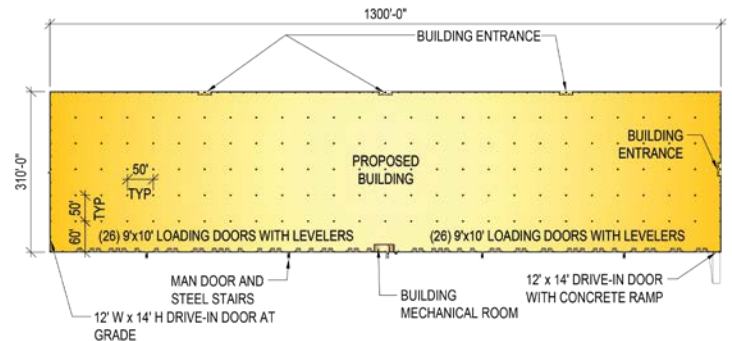 1300'-0"
BUILDING ENTRANCE
310'-0"
BUILDING
ENTRANCE
PROPOSED
BUILDING
50'
TYP
50'
TYP
60'
(26) 9'x10' LOADING DOORS WITH LEVELERS
(26) 9'x10' LOADING DOORS WITH LEVELERS
MAN DOOR AND
STEEL STAIRS
12' W x 14' H DRIVE-IN DOOR AT
GRADE
BUILDING
MECHANICAL ROOM
12' x 14' DRIVE-IN DOOR
WITH CONCRETE RAMP